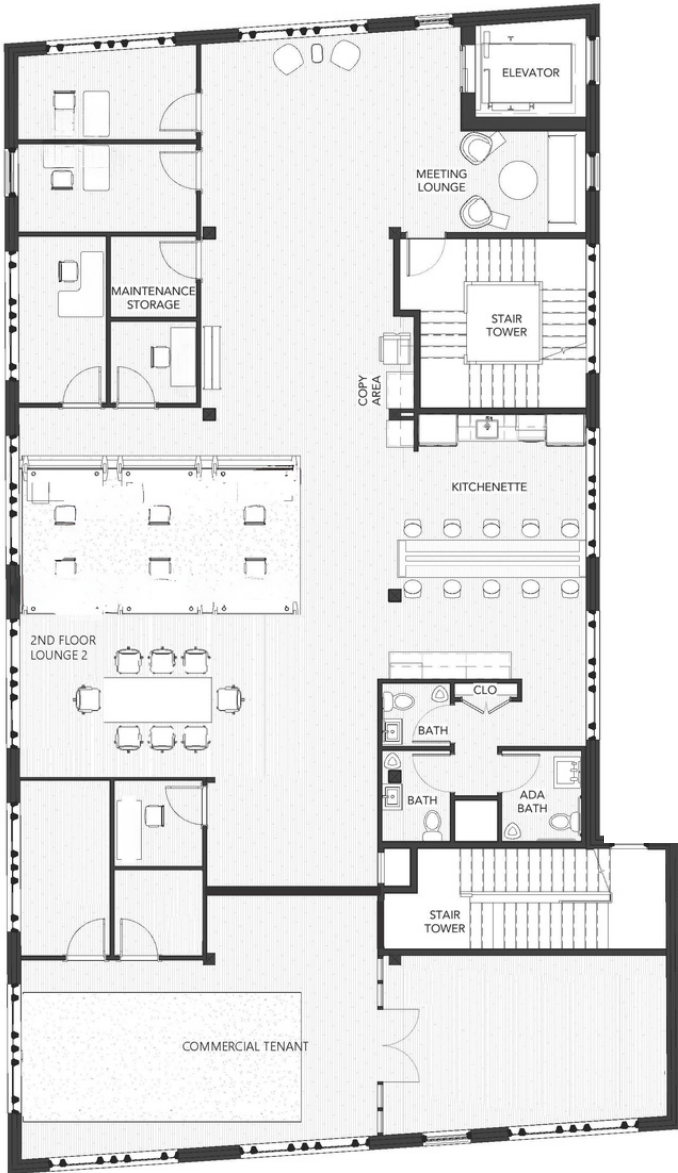 ELEVATOR
MEETING
LOUNGE
MAINTENANCE
STORAGE
STAIR
TOWER
COPY
AREA
KITCHENETTE
2ND FLOOR
LOUNGE 2
CLO
BATH
BATH
ADA
BATH
STAIR
TOWER
COMMERCIAL TENANT